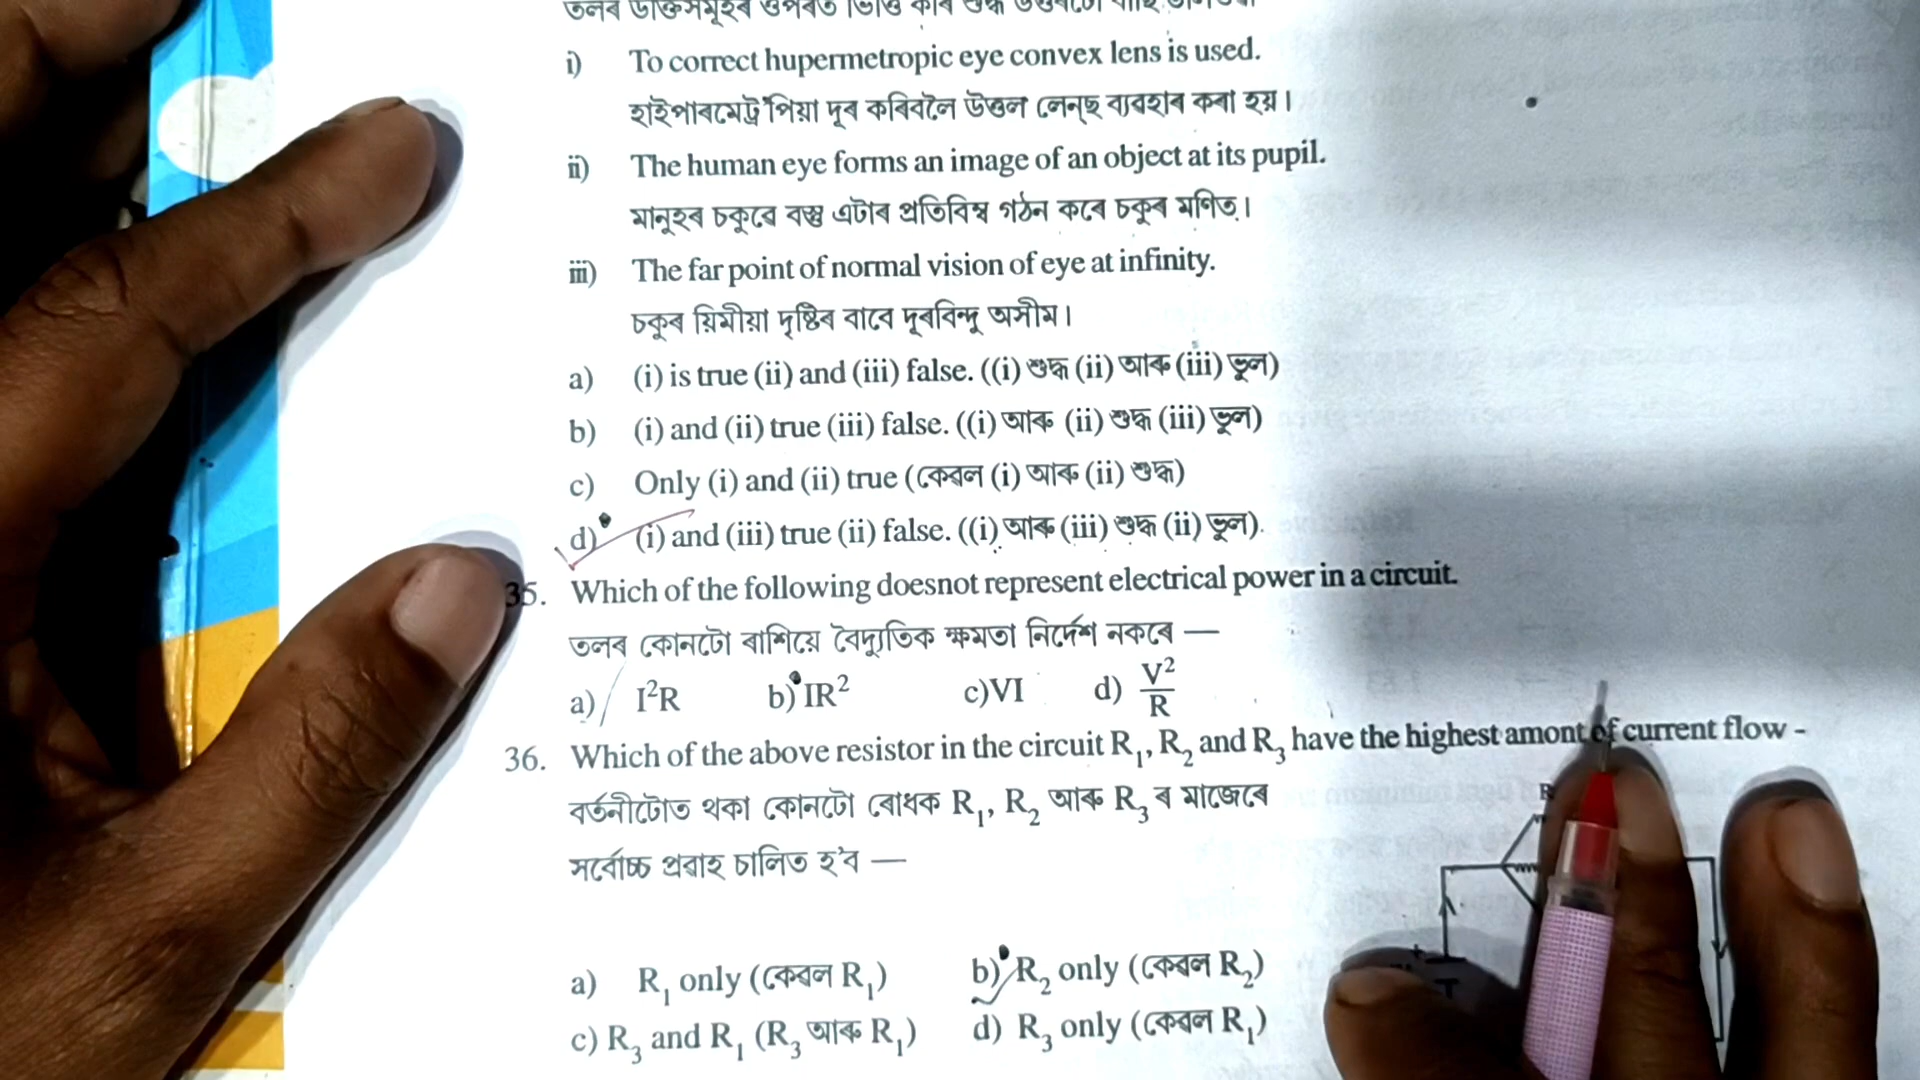 i) To correct hupermetropic eye convex lens is used.
হাইপাৰমেট্ৰ'পিয়া দূৰ কৰিবলৈ উত্তল লেন্ছ ব্যৱহাৰ কৰা হয়।
ii) The human eye forms an image of an object at its pupil.
মানুহৰ চকুৱে বস্তু এটাৰ প্ৰতিবিম্ব গঠন কৰে চকুৰ মণিত।
iii) The far point of normal vision of eye at infinity.
চকুৰ য়িমীয়া দৃষ্টিৰ বাবে দূৰবিন্দু অসীম।
a) (i) is true (ii) and (iii) false. ((i) শুদ্ধ (ii) আৰু (iii) ভুল)
b) (i) and (ii) true (iii) false. ((i) আৰু (ii) শুদ্ধ (iii) ভুল)
c) Only (i) and (ii) true (কেৱল (i) আৰু (ii) শুদ্ধ)
d) (i) and (iii) true (ii) false. ((i) আৰু (iii) শুদ্ধ (ii) ভুল).
35. Which of the following doesnot represent electrical power in a circuit.
তলৰ কোনটো ৰাশিয়ে বৈদ্যুতিক ক্ষমতা নিৰ্দেশ নকৰে —
a) I²R b) IR² c)VI d) V²/R
36. Which of the above resistor in the circuit R₁, R₂ and R₃ have the highest amont of current flow -
বৰ্তনীটোত থকা কোনটো ৰোধক R₁, R₂ আৰু R₃ ৰ মাজেৰে
সৰ্বোচ্চ প্ৰৱাহ চালিত হ'ব —
a) R₁ only (কেৱল R₁) b) R₂ only (কেৱল R₂)
c) R₃ and R₁ (R₃ আৰু R₁) d) R₃ only (কেৱল R₁)